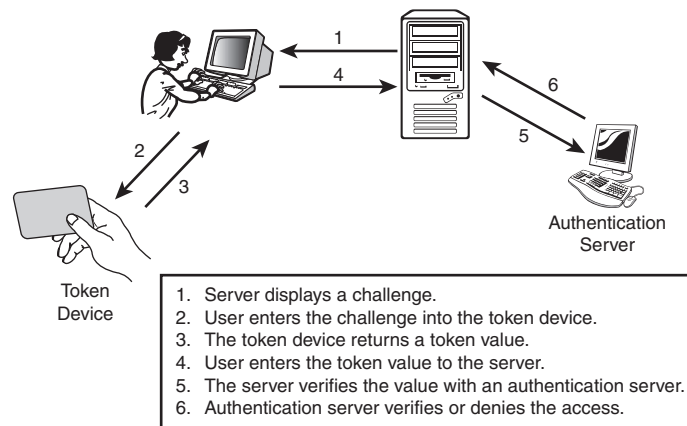 1
4
6
5
2
3
Authentication
Server
Token
Device
1. Server displays a challenge.
2. User enters the challenge into the token device.
3. The token device returns a token value.
4. User enters the token value to the server.
5. The server verifies the value with an authentication server.
6. Authentication server verifies or denies the access.